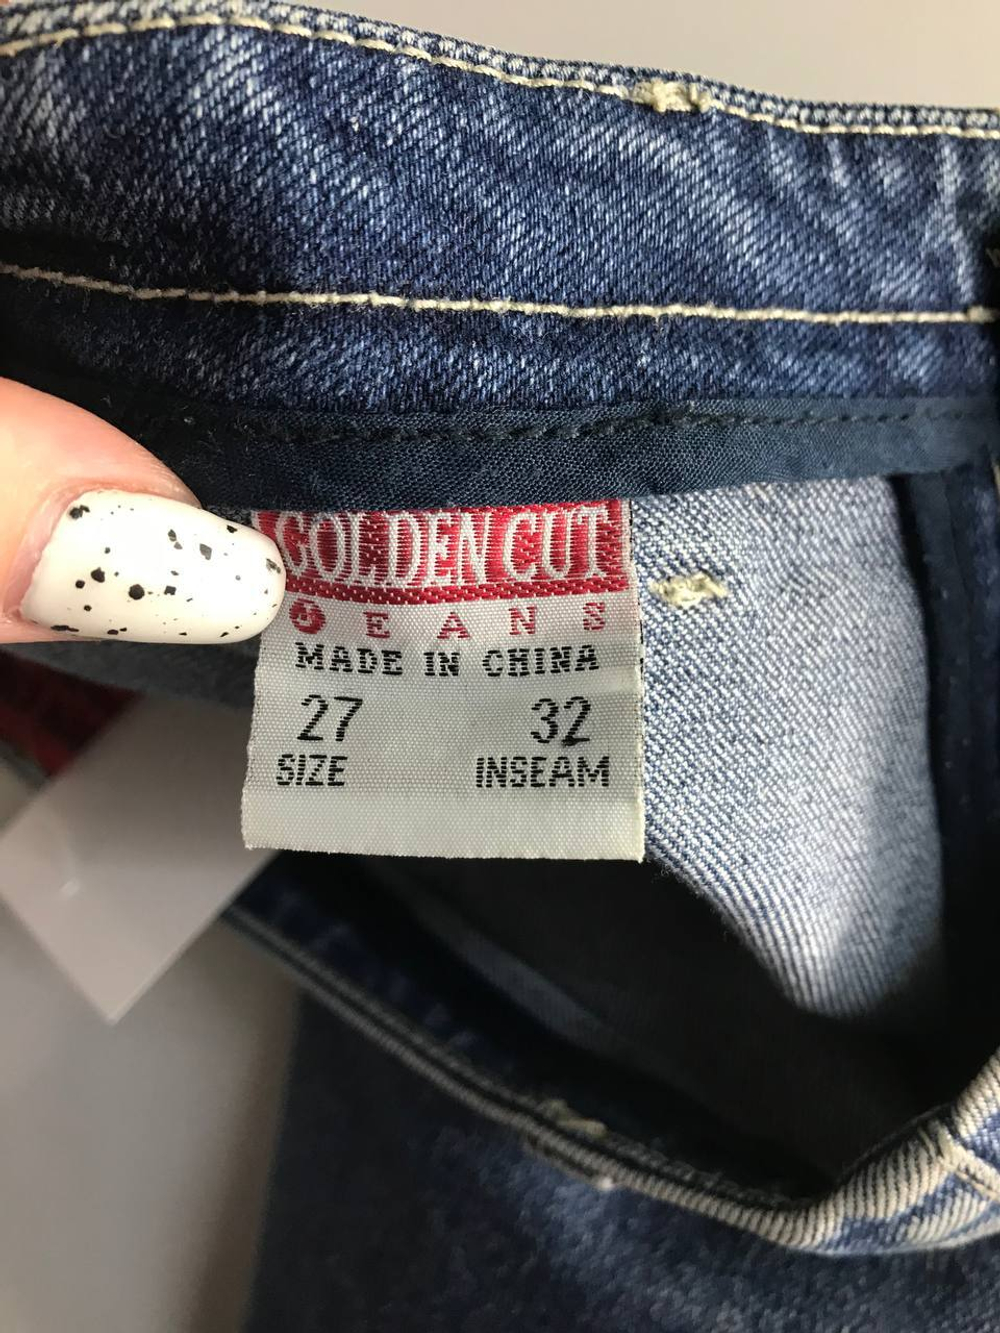 GOLDEN CUT
JEANS
MADE IN CHINA
27 32
SIZE INSEAM